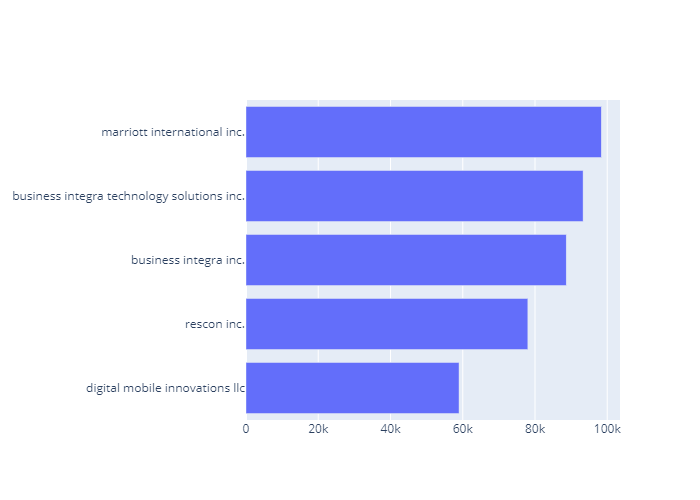 marriott international inc.
business integra technology solutions inc.
business integra inc.
rescon inc.
digital mobile innovations llc
0 20k 40k 60k 80k 100k